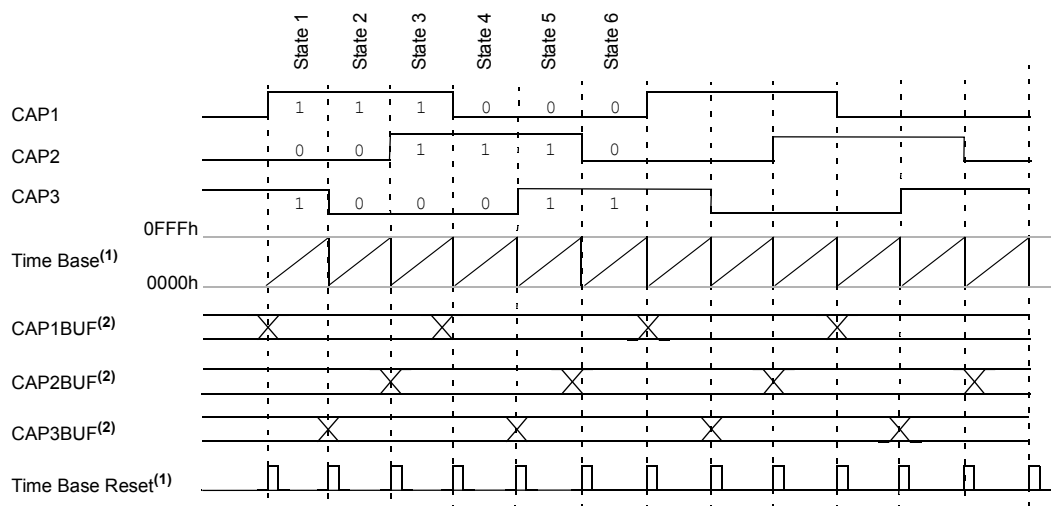 State 1 State 2 State 3 State 4 State 5 State 6
CAP1 1 1 1 0 0 0
CAP2 0 0 1 1 1 0
CAP3 1 0 0 0 1 1
0FFFh
Time Base(1)
0000h
CAP1BUF(2)
CAP2BUF(2)
CAP3BUF(2)
Time Base Reset(1)